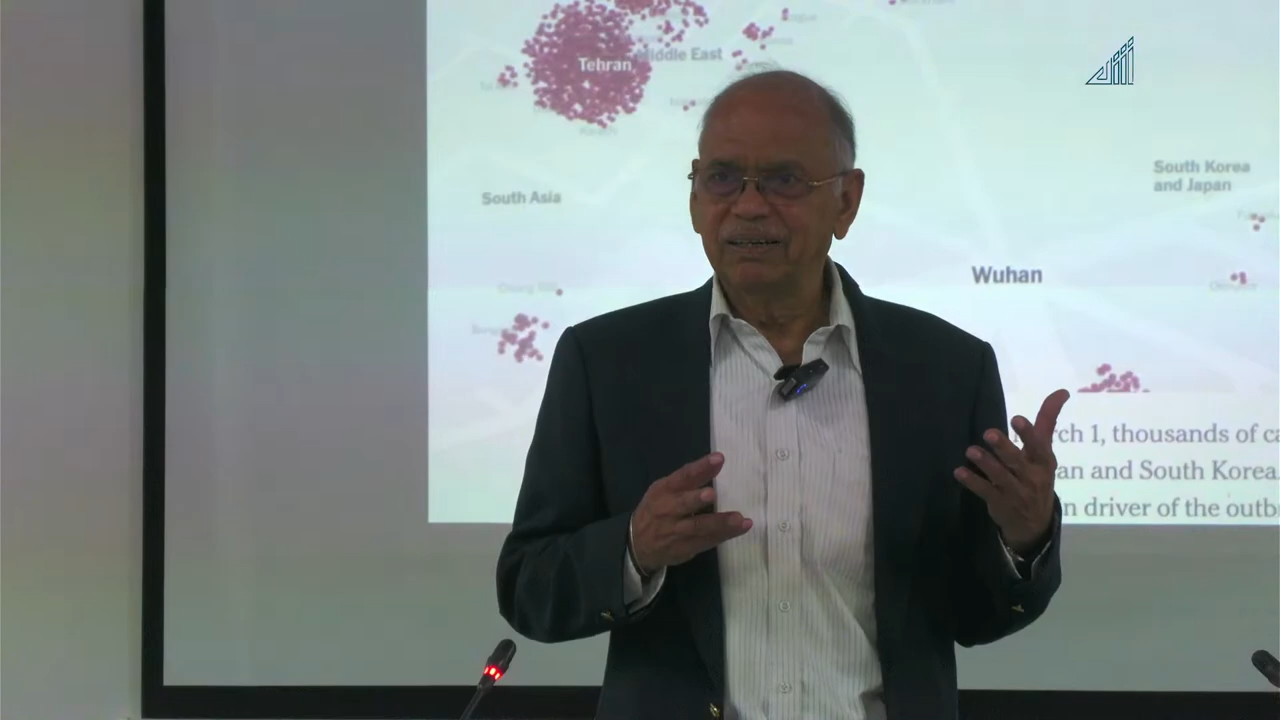 Tehran
Middle East
South Korea
and Japan
South Asia
Wuhan
rch 1, thousands of ca
an and South Korea.
n driver of the outb